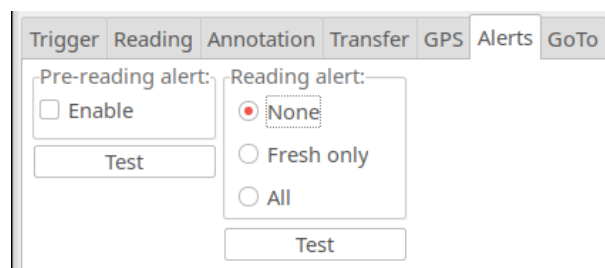 Trigger Reading Annotation Transfer GPS Alerts GoTo
Pre-reading alert: Reading alert:
Enable
None
Test
Fresh only
All
Test